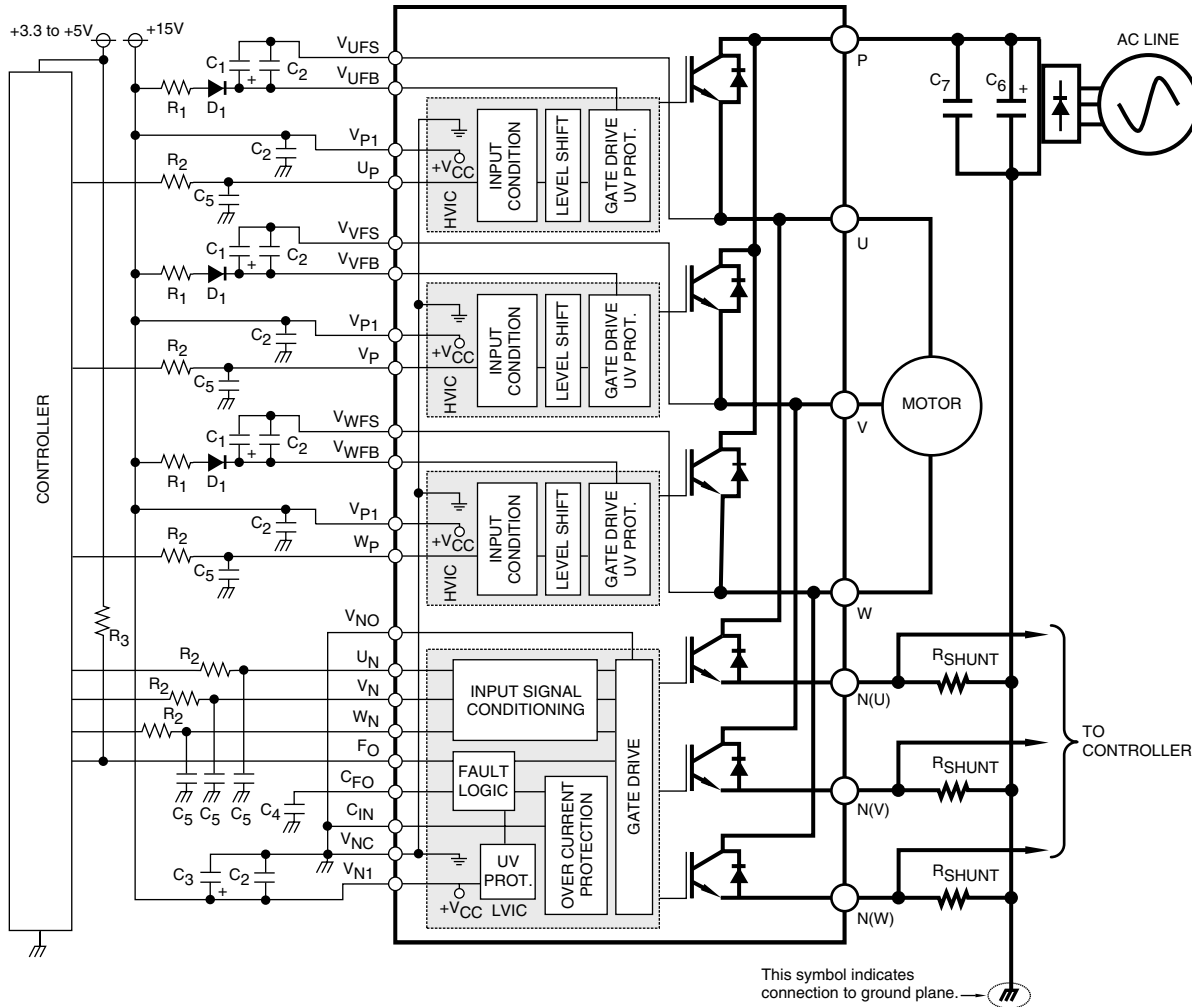 +3.3 to +5V
+15V
CONTROLLER
C1
+
C2
R1
D1
C2
R2
C5
C1
+
C2
R1
D1
C2
R2
C5
C1
+
C2
R1
D1
C2
R2
C5
R3
R2
R2
R2
C5
C5
C5
C4
C3
+
C2
VUFS
VUFB
VP1
UP
VVFS
VVFB
VP1
VP
VWFS
VWFB
VP1
WP
VNO
UN
VN
WN
FO
CFO
CIN
VNC
VN1
+VCC
HVIC
INPUT
CONDITION
LEVEL SHIFT
GATE DRIVE
UV PROT.
+VCC
HVIC
INPUT
CONDITION
LEVEL SHIFT
GATE DRIVE
UV PROT.
+VCC
HVIC
INPUT
CONDITION
LEVEL SHIFT
GATE DRIVE
UV PROT.
INPUT SIGNAL
CONDITIONING
FAULT
LOGIC
UV
PROT.
+VCC
LVIC
OVER CURRENT
PROTECTION
GATE DRIVE
P
U
V
W
N(U)
N(V)
N(W)
C7
C6
+
AC LINE
MOTOR
RSHUNT
RSHUNT
RSHUNT
TO
CONTROLLER
This symbol indicates
connection to ground plane.